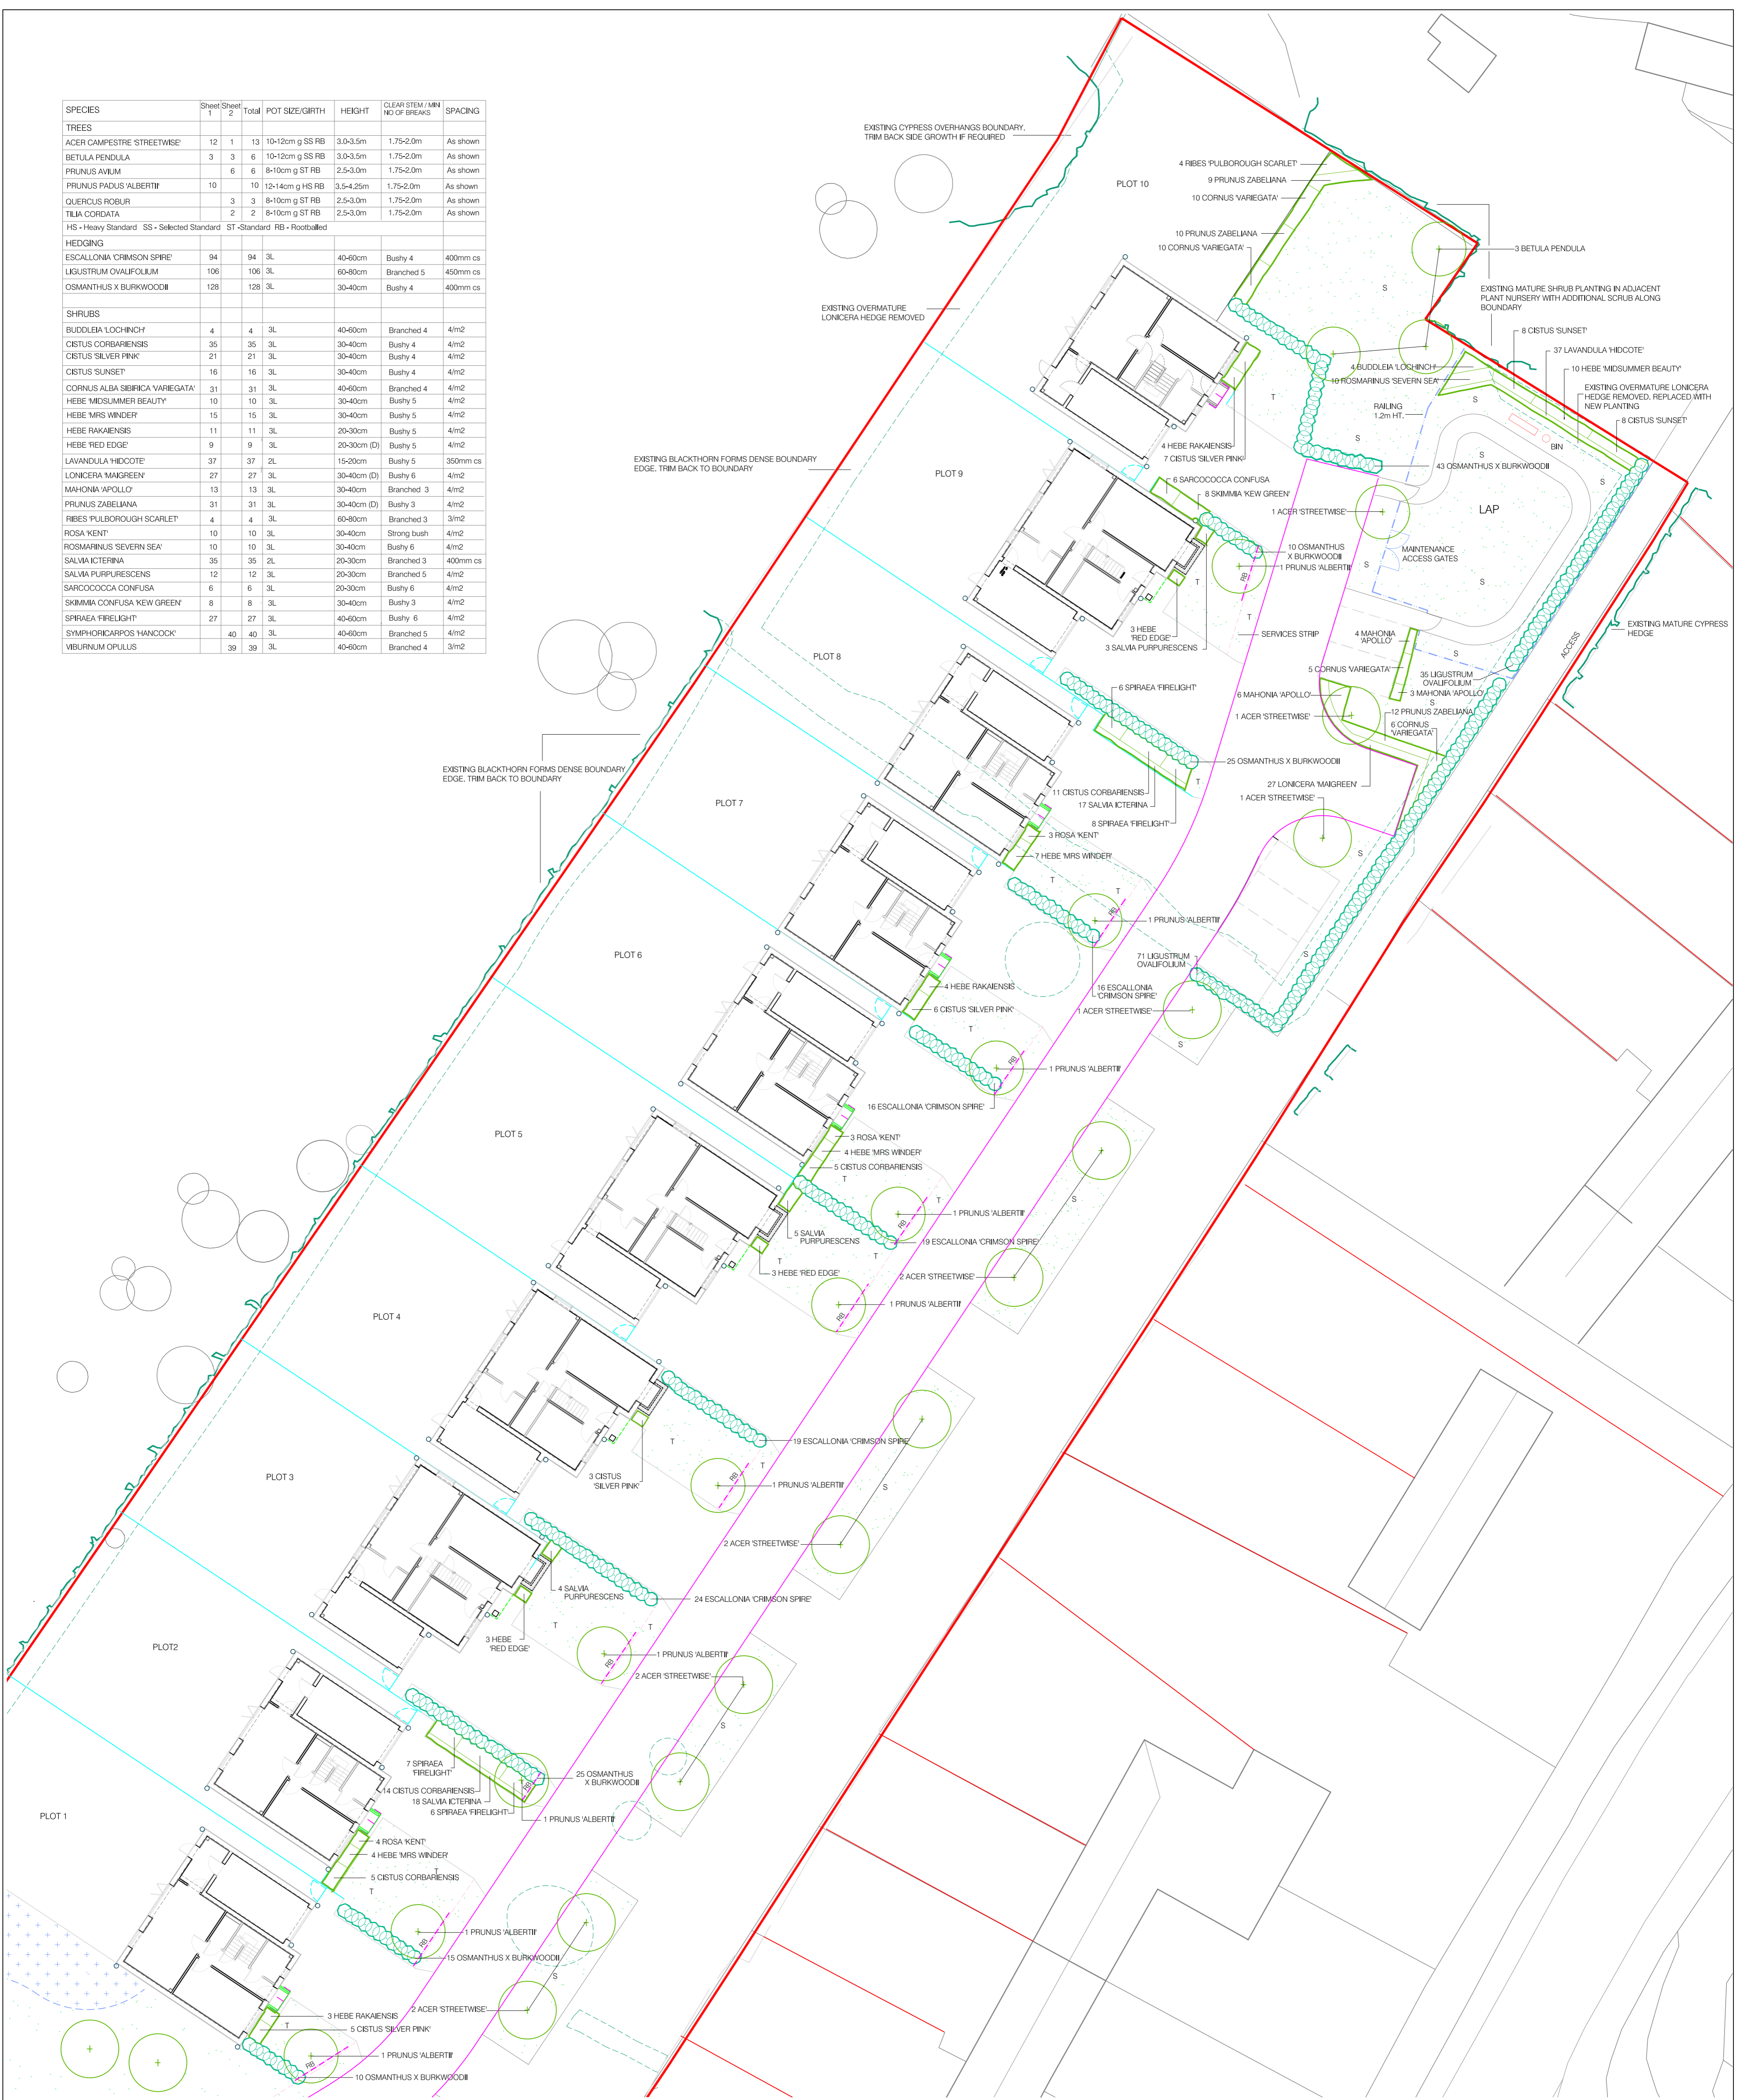 SPECIES Sheet 1 Sheet 2 Total POT SIZE/GIRTH HEIGHT CLEAR STEM / MIN NO OF BREAKS SPACING
TREES
ACER CAMPESTRE 'STREETWISE' 12 1 13 10-12cm g SS RB 3.0-3.5m 1.75-2.0m As shown
BETULA PENDULA 3 3 6 10-12cm g SS RB 3.0-3.5m 1.75-2.0m As shown
PRUNUS AVIUM 6 6 8-10cm g ST RB 2.5-3.0m 1.75-2.0m As shown
PRUNUS PADUS 'ALBERTII' 10 10 12-14cm g HS RB 3.5-4.25m 1.75-2.0m As shown
QUERCUS ROBUR 3 3 8-10cm g ST RB 2.5-3.0m 1.75-2.0m As shown
TILIA CORDATA 2 2 8-10cm g ST RB 2.5-3.0m 1.75-2.0m As shown
HS - Heavy Standard SS - Selected Standard ST -Standard RB - Rootballed
HEDGING
ESCALLONIA 'CRIMSON SPIRE' 94 94 3L 40-60cm Bushy 4 400mm cs
LIGUSTRUM OVALIFOLIUM 106 106 3L 60-80cm Branched 5 450mm cs
OSMANTHUS X BURKWOODII 128 128 3L 30-40cm Bushy 4 400mm cs
SHRUBS
BUDDLEIA 'LOCHINCH' 4 4 3L 40-60cm Branched 4 4/m2
CISTUS CORBARIENSIS 35 35 3L 30-40cm Bushy 4 4/m2
CISTUS 'SILVER PINK' 21 21 3L 30-40cm Bushy 4 4/m2
CISTUS 'SUNSET' 16 16 3L 30-40cm Bushy 4 4/m2
CORNUS ALBA SIBIRICA 'VARIEGATA' 31 31 3L 40-60cm Branched 4 4/m2
HEBE 'MIDSUMMER BEAUTY' 10 10 3L 30-40cm Bushy 5 4/m2
HEBE 'MRS WINDER' 15 15 3L 30-40cm Bushy 5 4/m2
HEBE RAKAIENSIS 11 11 3L 20-30cm Bushy 5 4/m2
HEBE 'RED EDGE' 9 9 3L 20-30cm (D) Bushy 5 4/m2
LAVANDULA 'HIDCOTE' 37 37 2L 15-20cm Bushy 5 350mm cs
LONICERA 'MAIGREEN' 27 27 3L 30-40cm (D) Bushy 6 4/m2
MAHONIA 'APOLLO' 13 13 3L 30-40cm Branched 3 4/m2
PRUNUS ZABELIANA 31 31 3L 30-40cm (D) Bushy 3 4/m2
RIBES 'PULBOROUGH SCARLET' 4 4 3L 60-80cm Branched 3 3/m2
ROSA 'KENT' 10 10 3L 30-40cm Strong bush 4/m2
ROSMARINUS 'SEVERN SEA' 10 10 3L 30-40cm Bushy 6 4/m2
SALVIA ICTERINA 35 35 2L 20-30cm Branched 3 400mm cs
SALVIA PURPURESCENS 12 12 3L 20-30cm Branched 5 4/m2
SARCOCOCCA CONFUSA 6 6 3L 20-30cm Bushy 6 4/m2
SKIMMIA CONFUSA 'KEW GREEN' 8 8 3L 30-40cm Bushy 3 4/m2
SPIRAEA 'FIRELIGHT' 27 27 3L 40-60cm Bushy 6 4/m2
SYMPHORICARPOS 'HANCOCK' 40 40 3L 40-60cm Branched 5 4/m2
VIBURNUM OPULUS 39 39 3L 40-60cm Branched 4 3/m2
EXISTING CYPRESS OVERHANGS BOUNDARY,
TRIM BACK SIDE GROWTH IF REQUIRED
PLOT 10
4 RIBES 'PULBOROUGH SCARLET'
9 PRUNUS ZABELIANA
10 CORNUS 'VARIEGATA'
10 PRUNUS ZABELIANA
10 CORNUS 'VARIEGATA'
3 BETULA PENDULA
S
EXISTING MATURE SHRUB PLANTING IN ADJACENT
PLANT NURSERY WITH ADDITIONAL SCRUB ALONG
BOUNDARY
EXISTING OVERMATURE
LONICERA HEDGE REMOVED
8 CISTUS 'SUNSET'
37 LAVANDULA 'HIDCOTE'
4 BUDDLEIA 'LOCHINCH'
10 HEBE 'MIDSUMMER BEAUTY'
10 ROSMARINUS 'SEVERN SEA'
EXISTING OVERMATURE LONICERA
HEDGE REMOVED, REPLACED WITH
NEW PLANTING
T
S
RAILING
1.2m HT.
8 CISTUS 'SUNSET'
S
BIN
4 HEBE RAKAIENSIS
7 CISTUS 'SILVER PINK'
S
S
43 OSMANTHUS X BURKWOODII
EXISTING BLACKTHORN FORMS DENSE BOUNDARY
EDGE. TRIM BACK TO BOUNDARY
PLOT 9
6 SARCOCOCCA CONFUSA
8 SKIMMIA 'KEW GREEN'
S
1 ACER 'STREETWISE'
LAP
10 OSMANTHUS
X BURKWOODII
1 PRUNUS 'ALBERTII'
MAINTENANCE
ACCESS GATES
S
S
S
RB
T
T
3 HEBE
'RED EDGE'
3 SALVIA PURPURESCENS
SERVICES STRIP
4 MAHONIA
'APOLLO'
EXISTING MATURE CYPRESS
HEDGE
ACCESS
PLOT 8
S
5 CORNUS 'VARIEGATA'
35 LIGUSTRUM
OVALIFOLIUM
6 SPIRAEA 'FIRELIGHT'
6 MAHONIA 'APOLLO'
3 MAHONIA 'APOLLO'
S
1 ACER 'STREETWISE'
12 PRUNUS ZABELIANA
6 CORNUS
'VARIEGATA'
25 OSMANTHUS X BURKWOODII
EXISTING BLACKTHORN FORMS DENSE BOUNDARY
EDGE. TRIM BACK TO BOUNDARY
T
27 LONICERA 'MAIGREEN'
11 CISTUS CORBARIENSIS
17 SALVIA ICTERINA
1 ACER 'STREETWISE'
8 SPIRAEA 'FIRELIGHT'
PLOT 7
3 ROSA 'KENT'
7 HEBE 'MRS WINDER'
S
T
T
RB
1 PRUNUS 'ALBERTII'
PLOT 6
71 LIGUSTRUM
OVALIFOLIUM
S
4 HEBE RAKAIENSIS
16 ESCALLONIA
'CRIMSON SPIRE'
6 CISTUS 'SILVER PINK'
1 ACER 'STREETWISE'
T
T
S
RB
1 PRUNUS 'ALBERTII'
16 ESCALLONIA 'CRIMSON SPIRE'
PLOT 5
3 ROSA 'KENT'
4 HEBE 'MRS WINDER'
5 CISTUS CORBARIENSIS
T
T
S
1 PRUNUS 'ALBERTII'
RB
5 SALVIA
PURPURESCENS
19 ESCALLONIA 'CRIMSON SPIRE'
T
T
3 HEBE 'RED EDGE'
2 ACER 'STREETWISE'
1 PRUNUS 'ALBERTII'
RB
PLOT 4
19 ESCALLONIA 'CRIMSON SPIRE'
T
T
PLOT 3
3 CISTUS
'SILVER PINK'
RB
1 PRUNUS 'ALBERTII'
S
2 ACER 'STREETWISE'
4 SALVIA
PURPURESCENS
24 ESCALLONIA 'CRIMSON SPIRE'
T
T
PLOT2
3 HEBE
'RED EDGE'
1 PRUNUS 'ALBERTII'
RB
2 ACER 'STREETWISE'
S
7 SPIRAEA
'FIRELIGHT'
25 OSMANTHUS
X BURKWOODII
RB
14 CISTUS CORBARIENSIS
18 SALVIA ICTERINA
6 SPIRAEA 'FIRELIGHT'
1 PRUNUS 'ALBERTII'
PLOT 1
4 ROSA 'KENT'
4 HEBE 'MRS WINDER'
T
5 CISTUS CORBARIENSIS
T
1 PRUNUS 'ALBERTII'
RB
15 OSMANTHUS X BURKWOODII
S
2 ACER 'STREETWISE'
3 HEBE RAKAIENSIS
T
5 CISTUS 'SILVER PINK'
1 PRUNUS 'ALBERTII'
RB
10 OSMANTHUS X BURKWOODII